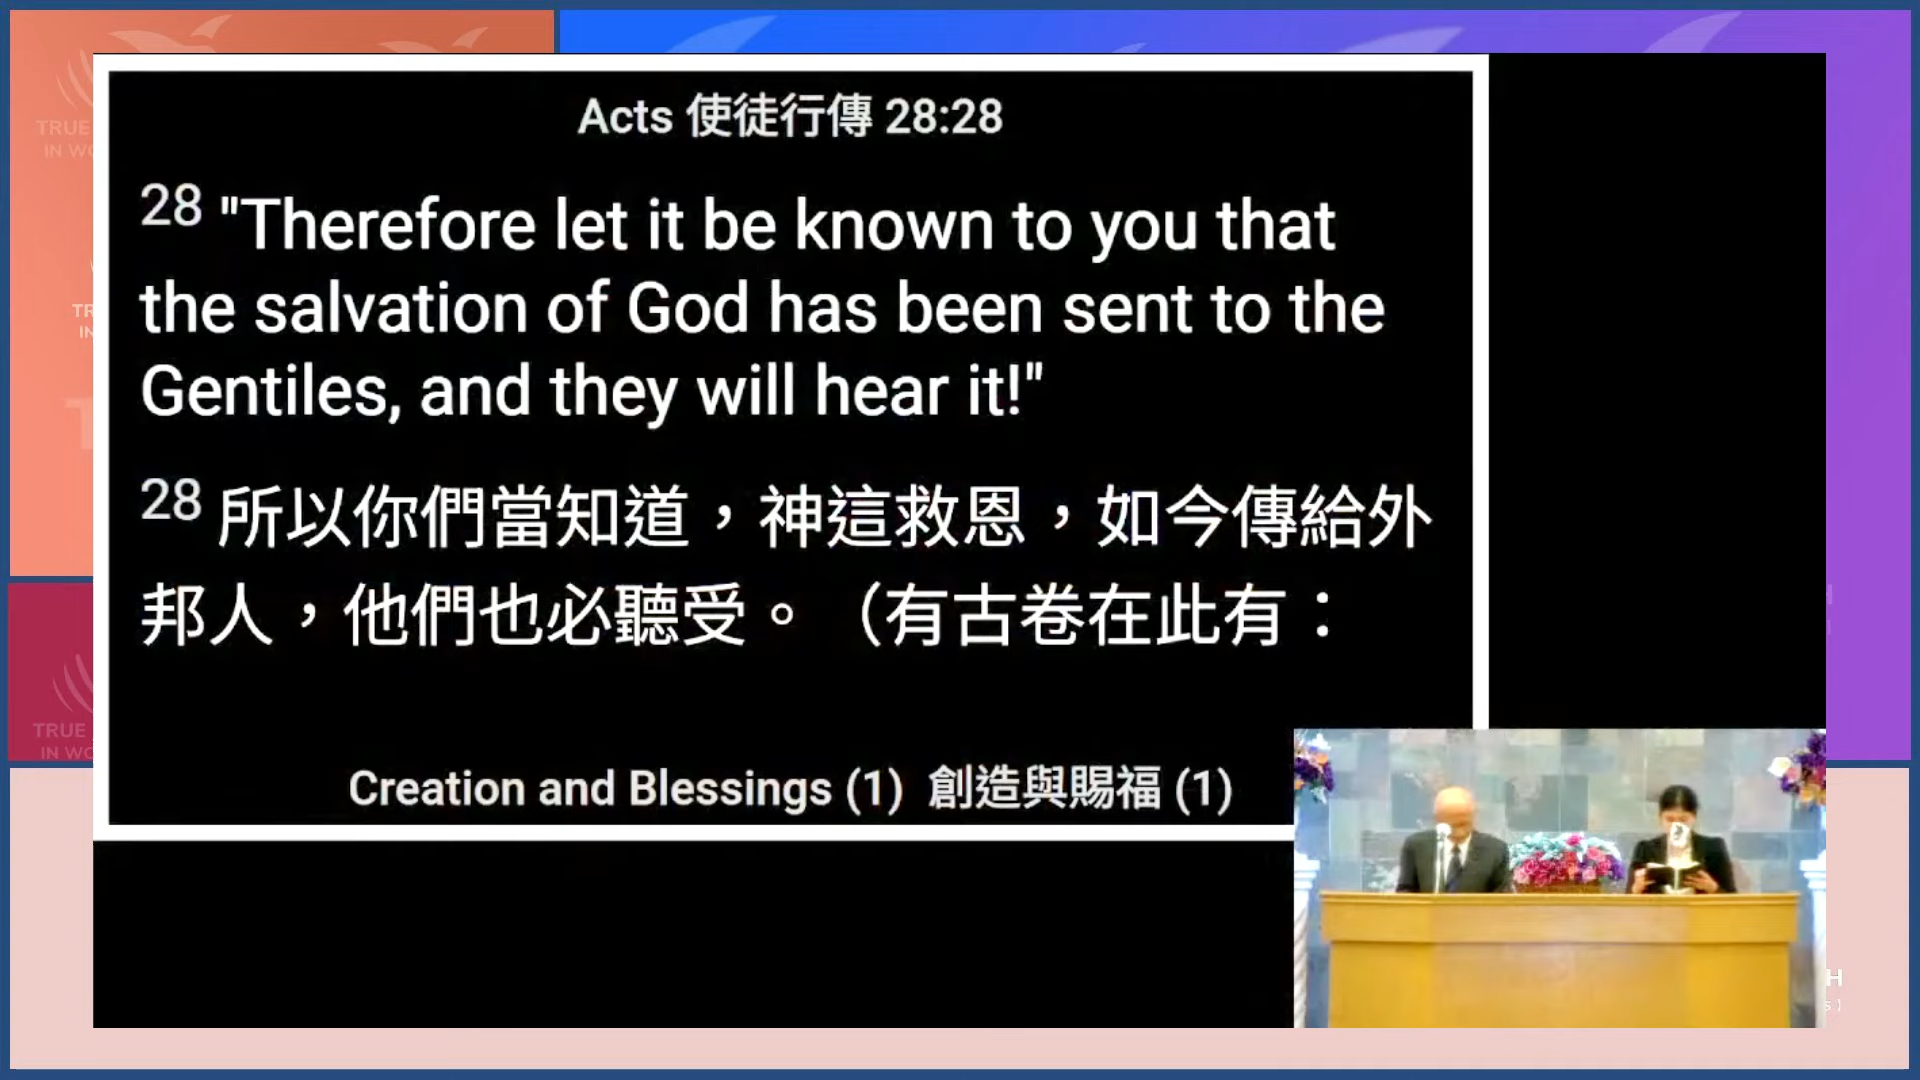 Acts 使徒行傳 28:28
28 "Therefore let it be known to you that
the salvation of God has been sent to the
Gentiles, and they will hear it!"
28 所以你們當知道，神這救恩，如今傳給外
邦人，他們也必聽受。（有古卷在此有：
Creation and Blessings (1) 創造與賜福 (1)
TRUE
TRUE